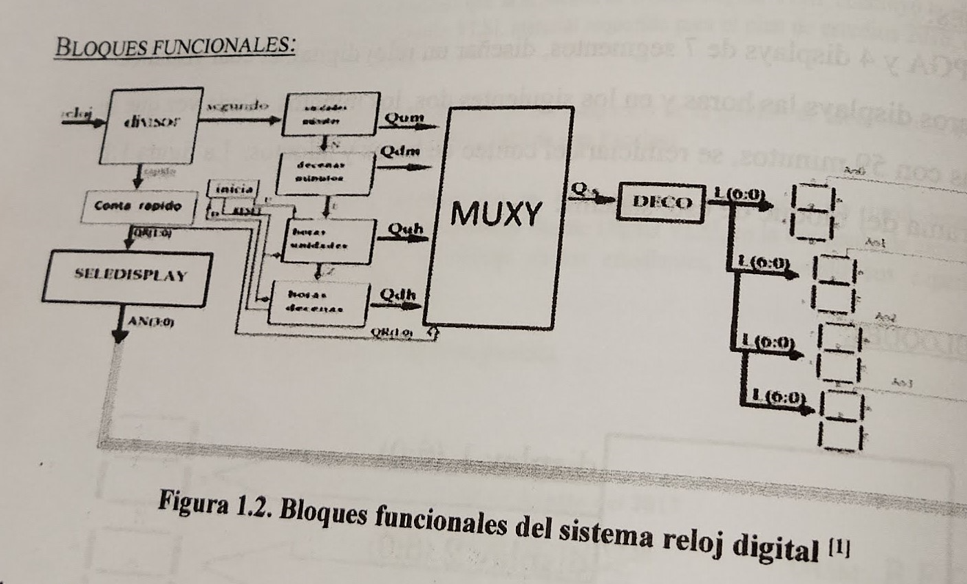 BLOQUES FUNCIONALES:
reloj
divisor
segundo
unidades
minutos
Qum
N
decenas
minutos
Qdm
rapido
Conta rapido
inicia
E
horas
unidades
Quh
Z
horas
decenas
Qdh
QR(1:0)
QR(1:0)
SELEDISPLAY
AN(3:0)
MUXY
Qs
DECO
L(6:0)
L(6:0)
L(6:0)
L(6:0)
An0
An1
An2
An3
Figura 1.2. Bloques funcionales del sistema reloj digital [1]